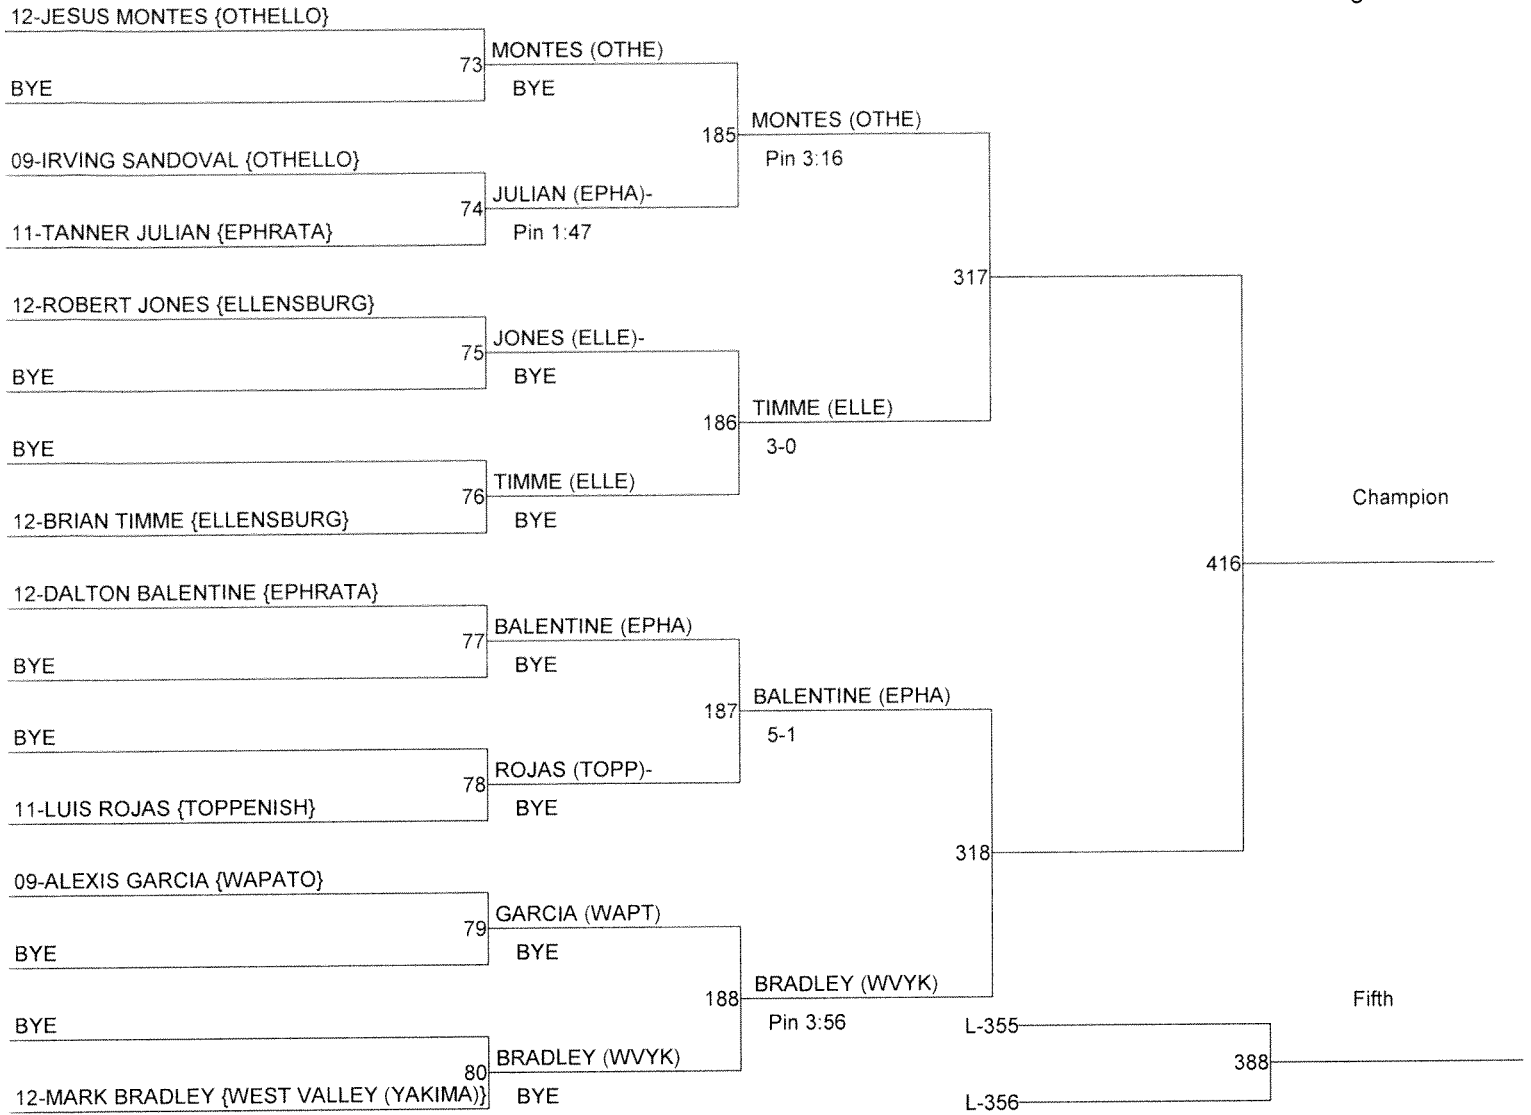 12-JESUS MONTES {OTHELLO}
73
MONTES (OTHE)
BYE
BYE
185
MONTES (OTHE)
Pin 3:16
09-IRVING SANDOVAL {OTHELLO}
74
JULIAN (EPHA)-
11-TANNER JULIAN {EPHRATA}
Pin 1:47
317
12-ROBERT JONES {ELLENSBURG}
75
JONES (ELLE)-
BYE
BYE
186
TIMME (ELLE)
3-0
BYE
76
TIMME (ELLE)
12-BRIAN TIMME {ELLENSBURG}
BYE
Champion
416
12-DALTON BALENTINE {EPHRATA}
77
BALENTINE (EPHA)
BYE
BYE
187
BALENTINE (EPHA)
5-1
BYE
78
ROJAS (TOPP)-
11-LUIS ROJAS {TOPPENISH}
BYE
318
09-ALEXIS GARCIA {WAPATO}
79
GARCIA (WAPT)
BYE
BYE
188
BRADLEY (WVYK)
Pin 3:56
BYE
80
BRADLEY (WVYK)
12-MARK BRADLEY {WEST VALLEY (YAKIMA)}
BYE
Fifth
L-355
388
L-356